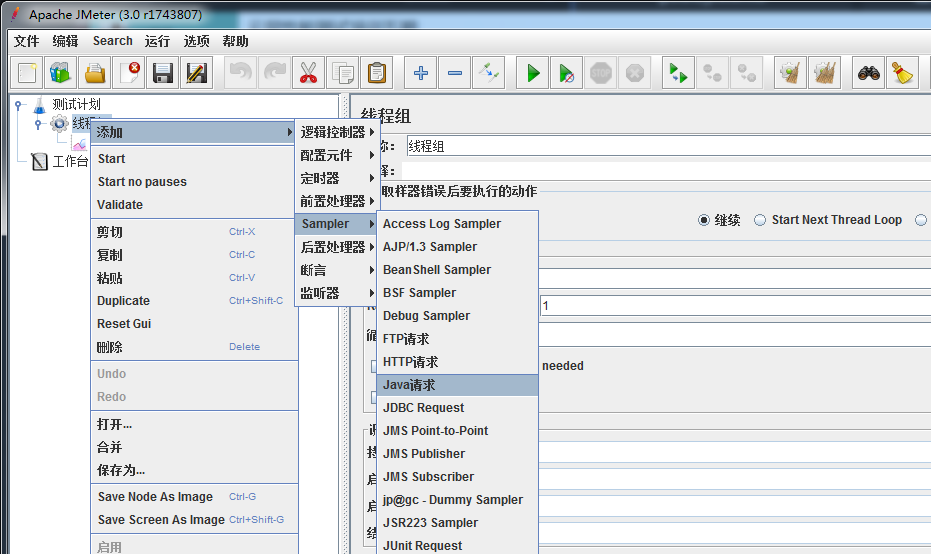 Apache JMeter (3.0 r1743807)
文件 编辑 Search 运行 选项 帮助
测试计划
线程
工作台
添加
Start
Start no pauses
Validate
剪切 Ctrl-X
复制 Ctrl-C
粘贴 Ctrl-V
Duplicate Ctrl+Shift-C
Reset Gui
删除 Delete
Undo
Redo
打开...
合并
保存为...
Save Node As Image Ctrl-G
Save Screen As Image Ctrl+Shift-G
启用
逻辑控制器
配置元件
定时器
前置处理器
Sampler
后置处理器
断言
监听器
Access Log Sampler
AJP/1.3 Sampler
BeanShell Sampler
BSF Sampler
Debug Sampler
FTP请求
HTTP请求
Java请求
JDBC Request
JMS Point-to-Point
JMS Publisher
JMS Subscriber
jp@gc - Dummy Sampler
JSR223 Sampler
JUnit Request
线程组
称: 线程组
取样器错误后要执行的动作
继续 Start Next Thread Loop
1
needed